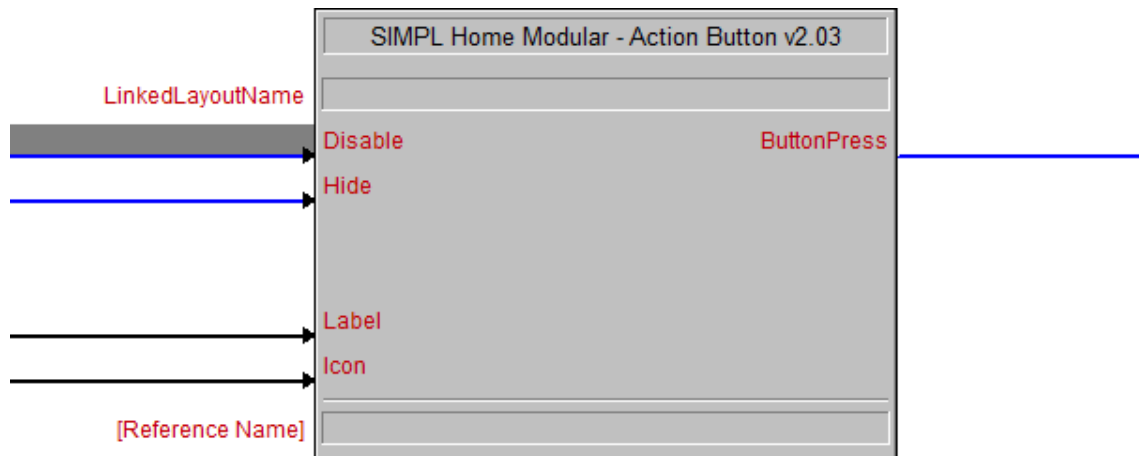 SIMPL Home Modular - Action Button v2.03
LinkedLayoutName
Disable ButtonPress
Hide
Label
Icon
[Reference Name]